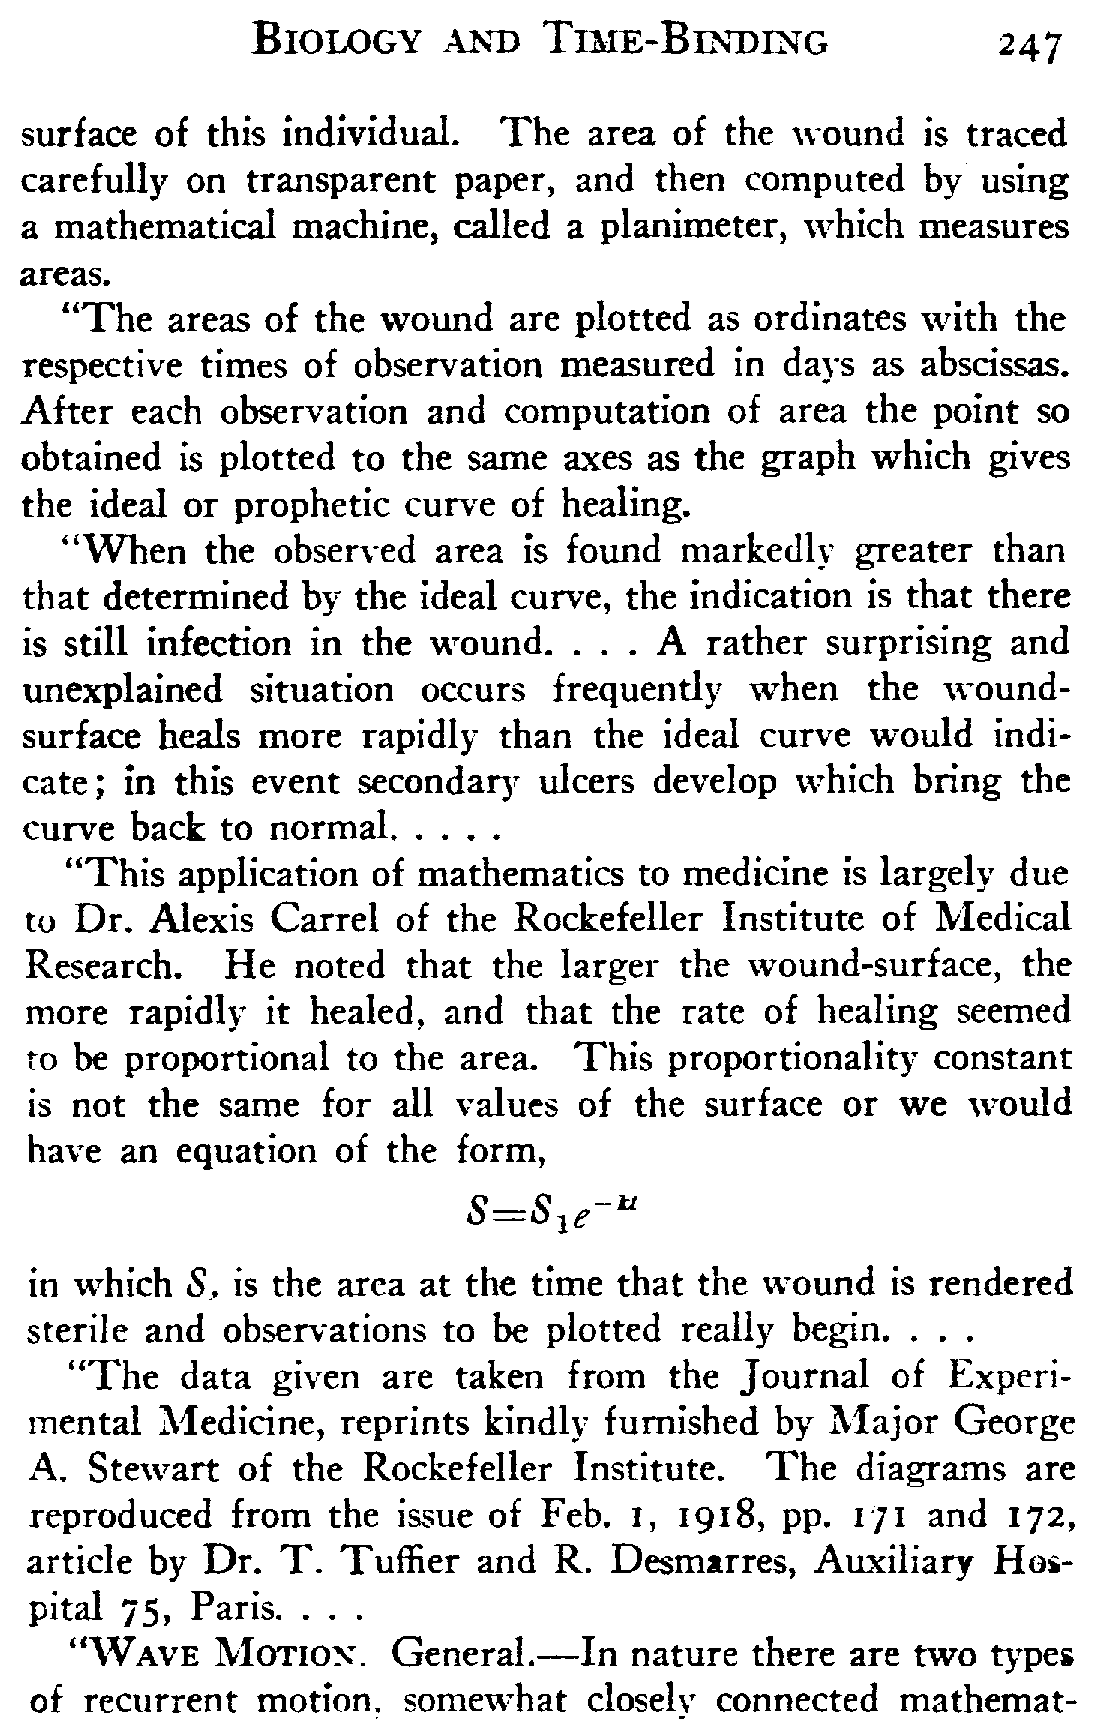 BIOLOGY AND TIME-BINDING 247
surface of this individual. The area of the wound is traced
carefully on transparent paper, and then computed by using
a mathematical machine, called a planimeter, which measures
areas.
“The areas of the wound are plotted as ordinates with the
respective times of observation measured in days as abscissas.
After each observation and computation of area the point so
obtained is plotted to the same axes as the graph which gives
the ideal or prophetic curve of healing.
“When the observed area is found markedly greater than
that determined by the ideal curve, the indication is that there
is still infection in the wound. . . . A rather surprising and
unexplained situation occurs frequently when the wound-
surface heals more rapidly than the ideal curve would indi-
cate; in this event secondary ulcers develop which bring the
curve back to normal. . . . .
“This application of mathematics to medicine is largely due
to Dr. Alexis Carrel of the Rockefeller Institute of Medical
Research. He noted that the larger the wound-surface, the
more rapidly it healed, and that the rate of healing seemed
to be proportional to the area. This proportionality constant
is not the same for all values of the surface or we would
have an equation of the form,
S=S₁e⁻ᵏᵗ
in which S, is the area at the time that the wound is rendered
sterile and observations to be plotted really begin. . . .
“The data given are taken from the Journal of Experi-
mental Medicine, reprints kindly furnished by Major George
A. Stewart of the Rockefeller Institute. The diagrams are
reproduced from the issue of Feb. 1, 1918, pp. 171 and 172,
article by Dr. T. Tuffier and R. Desmarres, Auxiliary Hos-
pital 75, Paris. . . .
“WAVE MOTION. General.—In nature there are two types
of recurrent motion, somewhat closely connected mathemat-